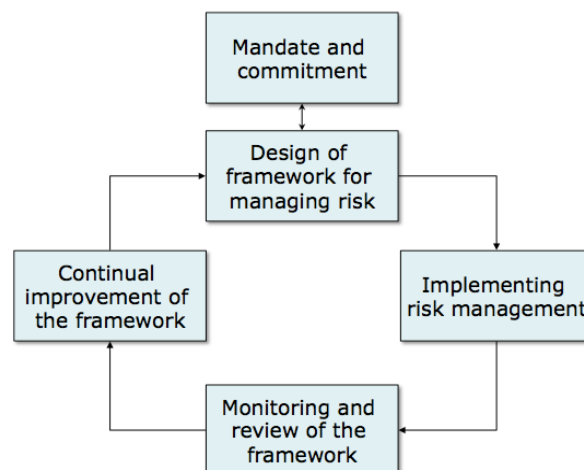 Mandate and
commitment
Design of
framework for
managing risk
Continual
improvement of
the framework
Implementing
risk management
Monitoring and
review of the
framework